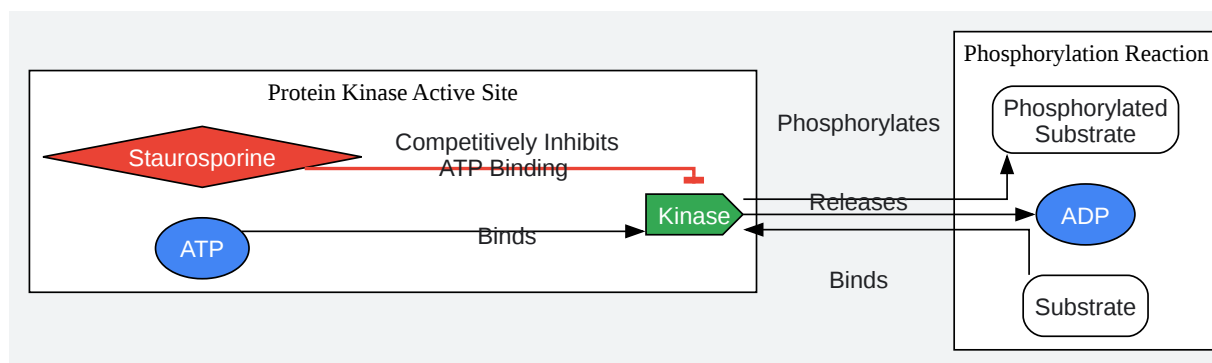 Phosphorylation Reaction
Protein Kinase Active Site
Phosphorylated
Substrate
Phosphorylates
Competitively Inhibits
ATP Binding
Staurosporine
Releases
Kinase
ADP
Binds
ATP
Binds
Substrate